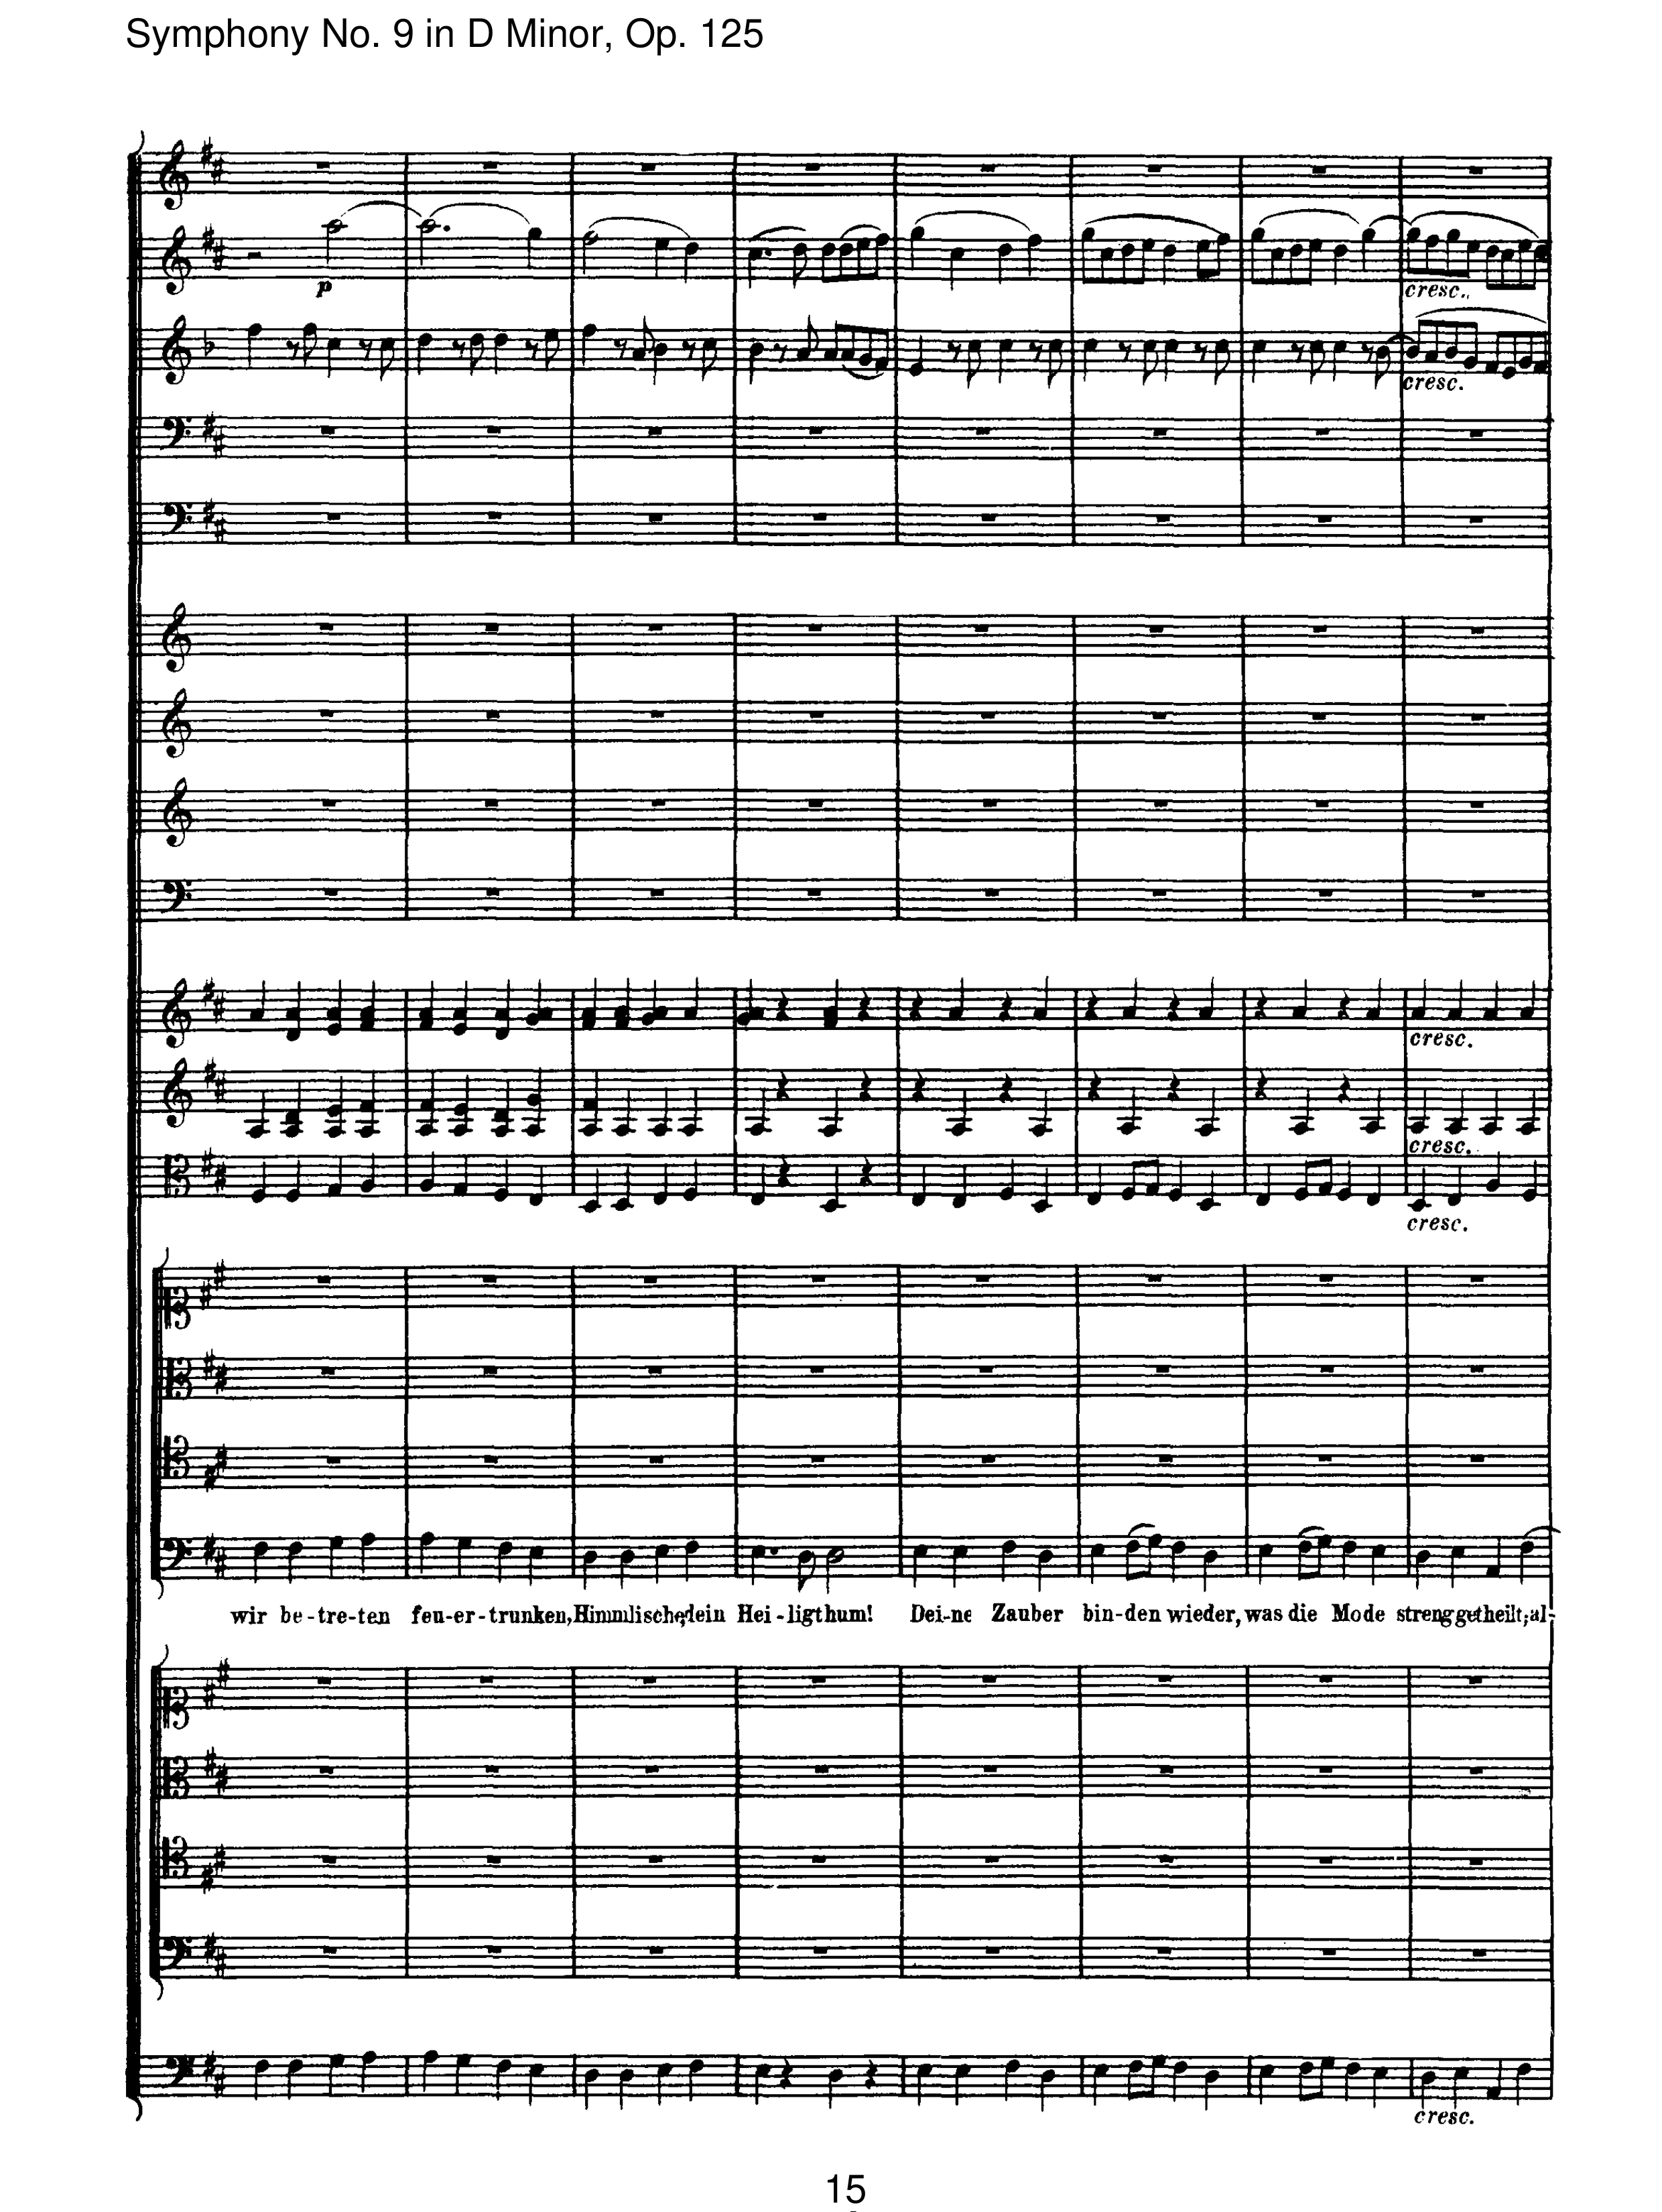 Symphony No. 9 in D Minor, Op. 125
p
cresc..
cresc.
cresc.
cresc.
cresc.
wir be-tre-ten feu-er-trunken, Himmlische, dein Hei-ligthum! Dei-ne Zauber bin-den wieder, was die Mode streng getheilt; al-
cresc.
15